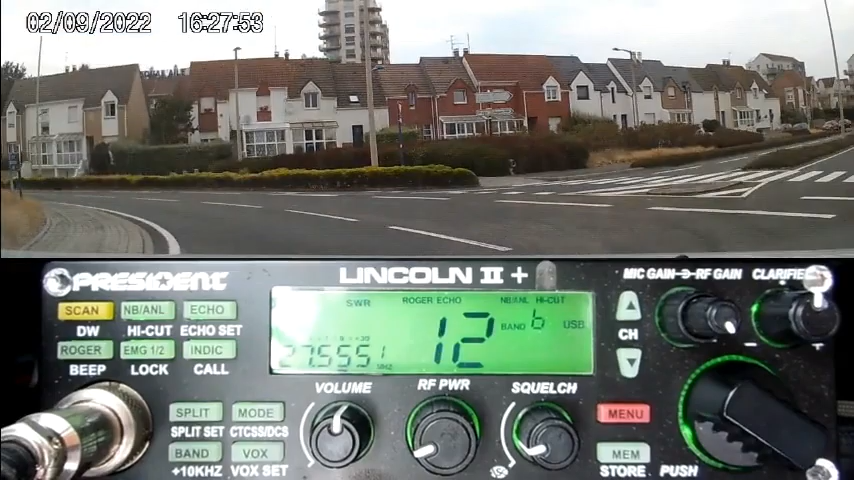 02/09/2022 16:27:53
PRESIDENT
LINCOLN II +
MIC GAIN RF GAIN CLARIFIER
SCAN NB/ANL ECHO
DW HI-CUT ECHO SET
ROGER EMG 1/2 INDIC
BEEP LOCK CALL
SWR ROGER ECHO NB/ANL HI-CUT
12 BAND b USB
27.555 MHZ
CH
VOLUME RF PWR SQUELCH
SPLIT MODE
SPLIT SET CTCSS/DCS
BAND VOX
+10KHZ VOX SET
MENU
MEM
STORE
PUSH
- +